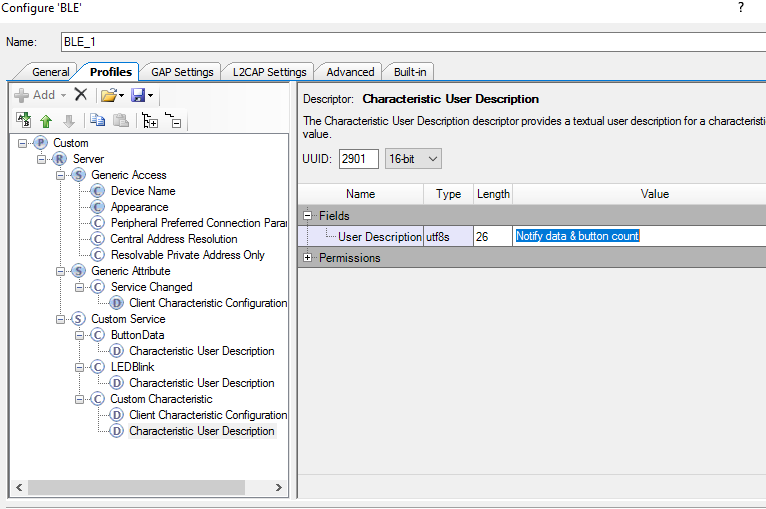 Configure 'BLE'
?
Name: BLE_1
General Profiles GAP Settings L2CAP Settings Advanced Built-in
Add
Custom
Server
Generic Access
Device Name
Appearance
Peripheral Preferred Connection Para
Central Address Resolution
Resolvable Private Address Only
Generic Attribute
Service Changed
Client Characteristic Configuration
Custom Service
ButtonData
Characteristic User Description
LEDBlink
Characteristic User Description
Custom Characteristic
Client Characteristic Configuration
Characteristic User Description
Descriptor: Characteristic User Description
The Characteristic User Description descriptor provides a textual user description for a characteristi
value.
UUID: 2901 16-bit
Name Type Length Value
Fields
User Description utf8s 26 Notify data & button count
Permissions